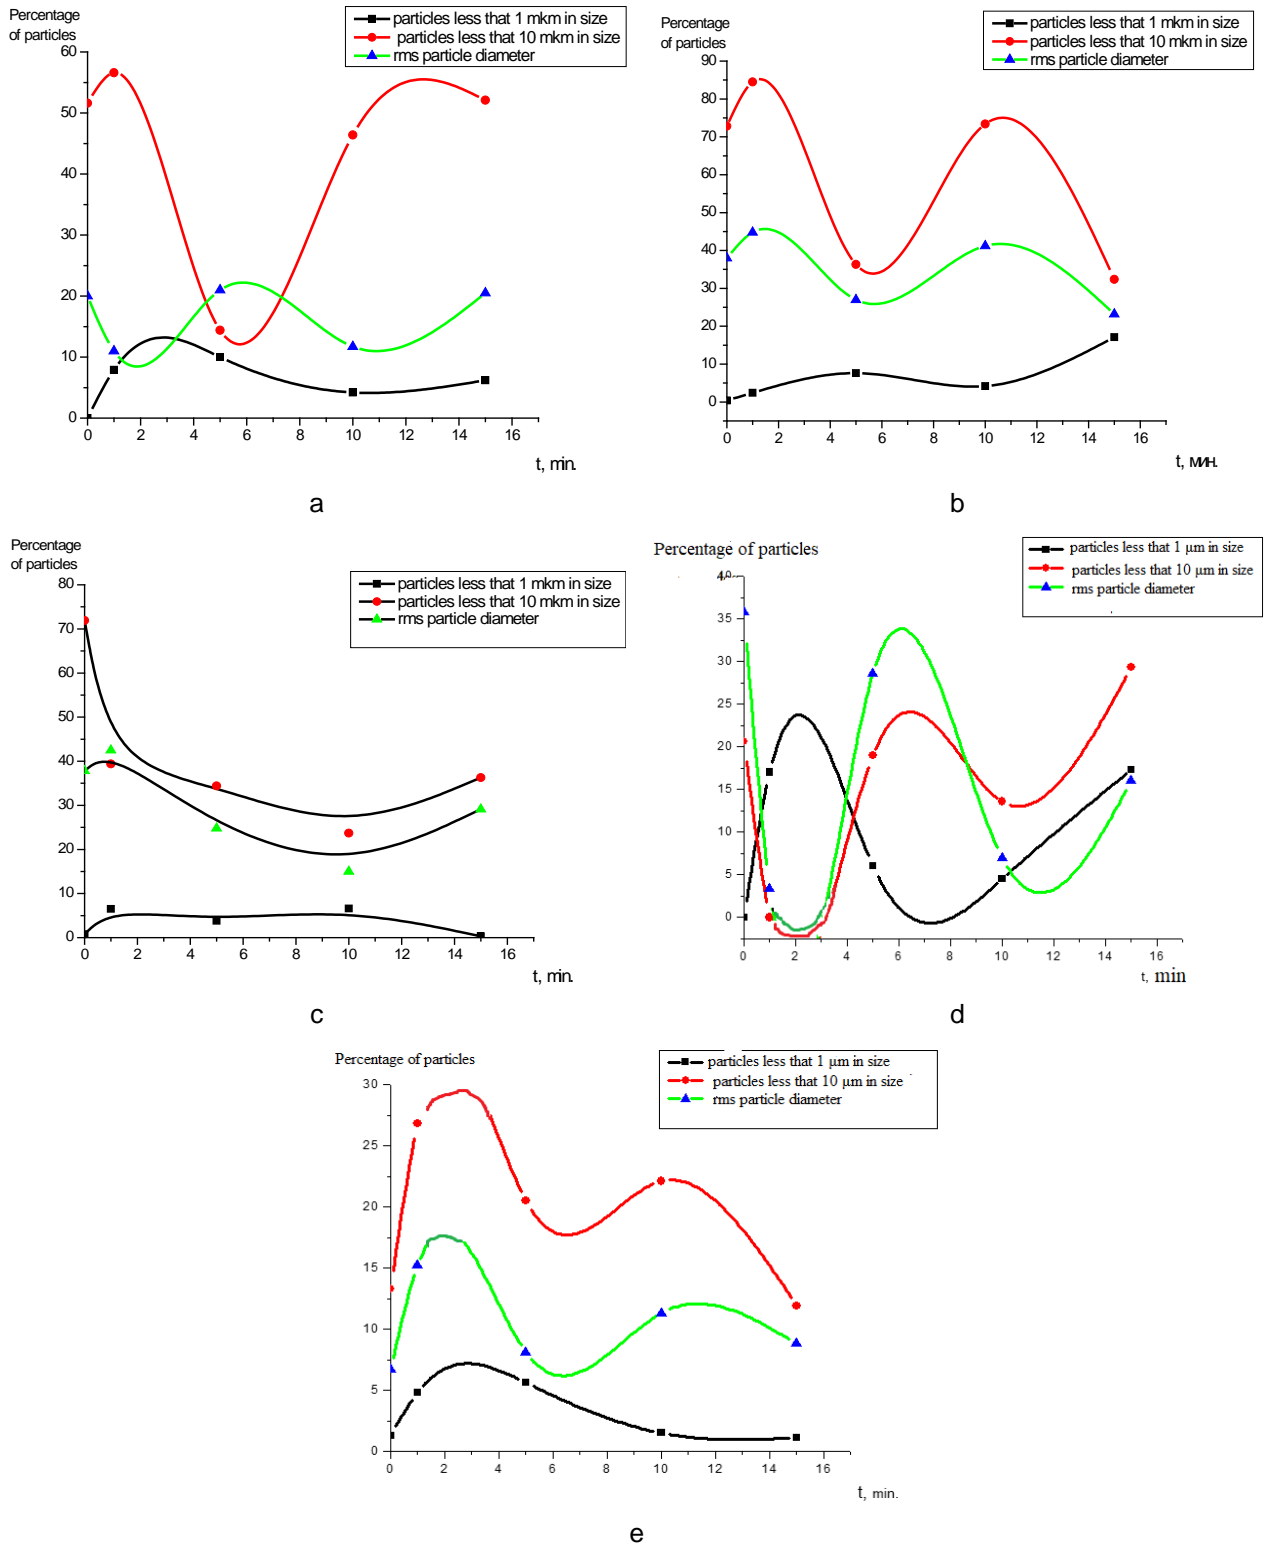 Percentage
of particles
particles less that 1 mkm in size
particles less that 10 mkm in size
rms particle diameter
60
50
40
30
20
10
0
0 2 4 6 8 10 12 14 16
t, min.
a
Percentage
of particles
particles less that 1 mkm in size
particles less that 10 mkm in size
rms particle diameter
90
80
70
60
50
40
30
20
10
0
0 2 4 6 8 10 12 14 16
t, мин.
b
Percentage
of particles
particles less that 1 mkm in size
particles less that 10 mkm in size
rms particle diameter
80
70
60
50
40
30
20
10
0
0 2 4 6 8 10 12 14 16
t, min.
c
Percentage of particles
particles less that 1 µm in size
particles less that 10 µm in size
rms particle diameter
40
35
30
25
20
15
10
5
0
0 2 4 6 8 10 12 14 16
t, min
d
Percentage of particles
particles less that 1 µm in size
particles less that 10 µm in size
rms particle diameter
30
25
20
15
10
5
0
0 2 4 6 8 10 12 14 16
t, min.
e